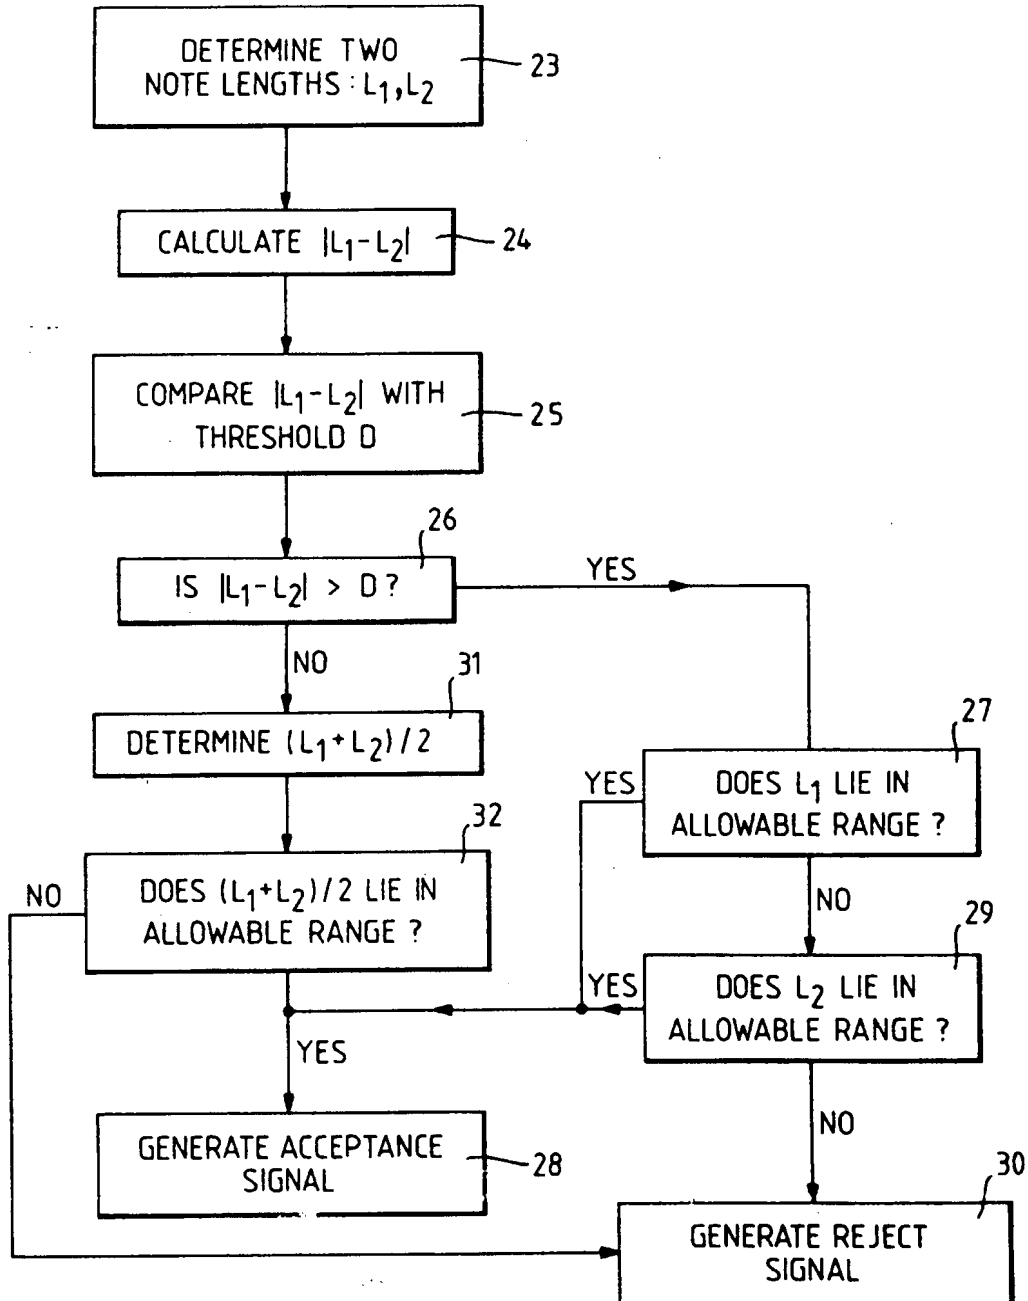 DETERMINE TWO
NOTE LENGTHS : L1, L2
23
CALCULATE |L1-L2|
24
COMPARE |L1-L2| WITH
THRESHOLD D
25
26
IS |L1-L2| > D ?
YES
NO
31
DETERMINE (L1+L2)/2
27
DOES L1 LIE IN
ALLOWABLE RANGE ?
YES
NO
32
DOES (L1+L2)/2 LIE IN
ALLOWABLE RANGE ?
NO
29
DOES L2 LIE IN
ALLOWABLE RANGE ?
YES
YES
NO
GENERATE ACCEPTANCE
SIGNAL
28
30
GENERATE REJECT
SIGNAL